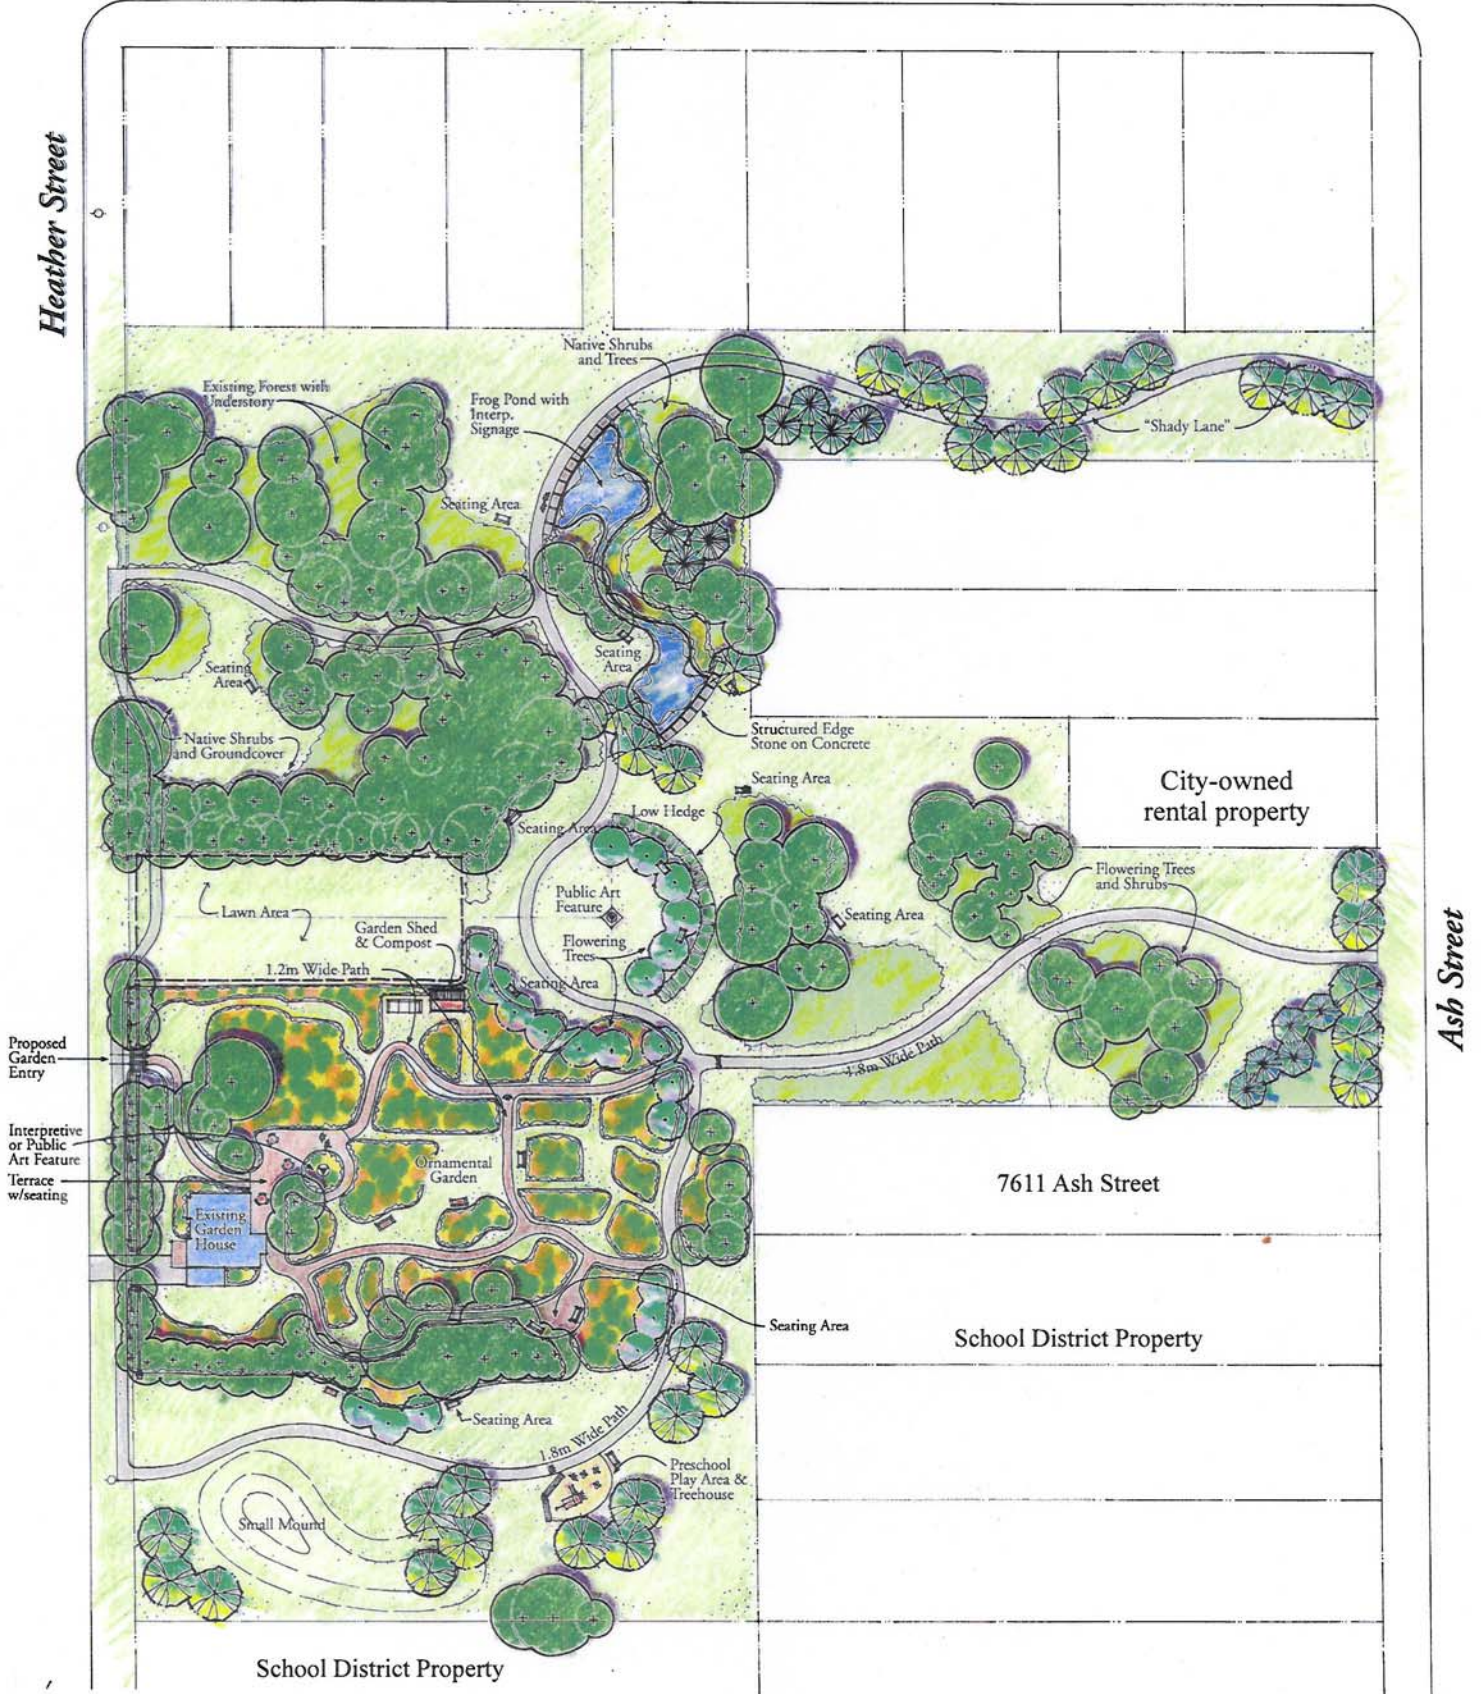 Heather Street
Native Shrubs
and Trees
Existing Forest with
Understory
Frog Pond with
Interp.
Signage
"Shady Lane"
Seating Area
Seating
Area
Seating
Area
Native Shrubs
and Groundcover
Structured Edge
Stone on Concrete
City-owned
rental property
Seating Area
Low Hedge
Seating Area
Flowering Trees
and Shrubs
Public Art
Feature
Lawn Area
Seating Area
Garden Shed
& Compost
Flowering
Trees
1.2m Wide Path
Seating Area
Ash Street
Proposed
Garden
Entry
1.8m Wide Path
Interpretive
or Public
Art Feature
Terrace
w/seating
Ornamental
Garden
7611 Ash Street
Existing
Garden
House
Seating Area
School District Property
Seating Area
1.8m Wide Path
Preschool
Play Area &
Treehouse
Small Mound
School District Property